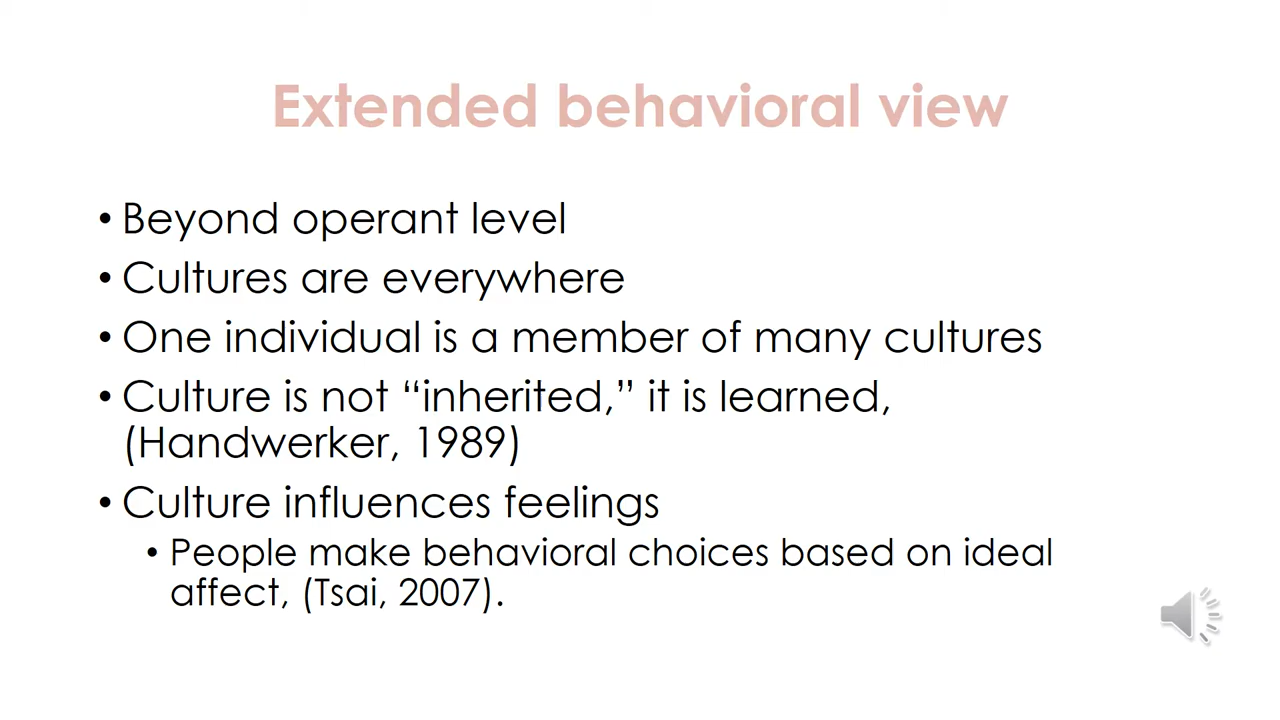 Extended behavioral view
• Beyond operant level
• Cultures are everywhere
• One individual is a member of many cultures
• Culture is not “inherited,” it is learned,
(Handwerker, 1989)
• Culture influences feelings
• People make behavioral choices based on ideal
affect, (Tsai, 2007).